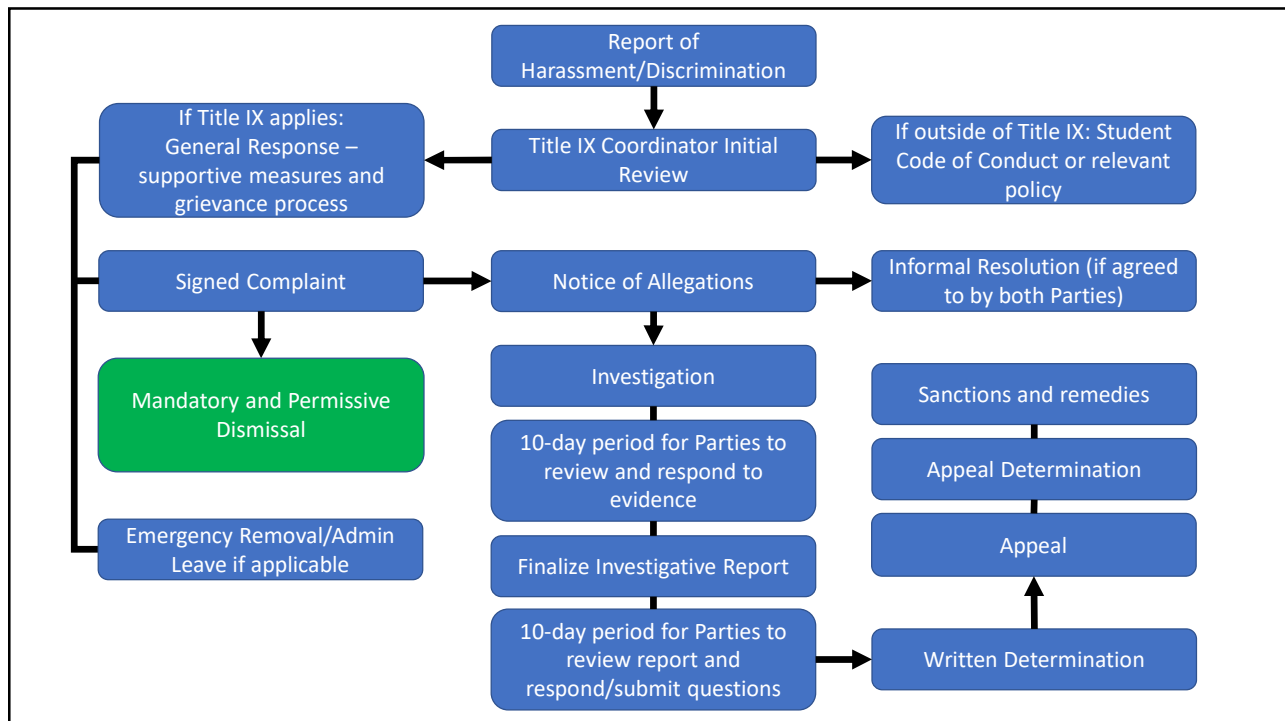 Report of
Harassment/Discrimination
If Title IX applies:
General Response –
supportive measures and
grievance process
Title IX Coordinator Initial
Review
If outside of Title IX: Student
Code of Conduct or relevant
policy
Signed Complaint
Notice of Allegations
Informal Resolution (if agreed
to by both Parties)
Mandatory and Permissive
Dismissal
Investigation
Sanctions and remedies
10-day period for Parties to
review and respond to
evidence
Appeal Determination
Emergency Removal/Admin
Leave if applicable
Finalize Investigative Report
Appeal
10-day period for Parties to
review report and
respond/submit questions
Written Determination